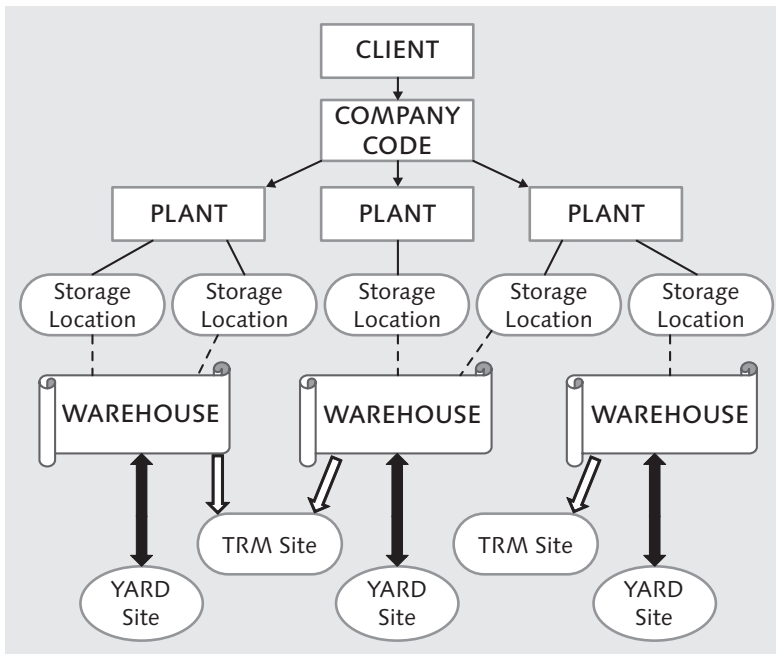 CLIENT
COMPANY
CODE
PLANT
PLANT
PLANT
Storage
Location
Storage
Location
Storage
Location
Storage
Location
Storage
Location
WAREHOUSE
WAREHOUSE
WAREHOUSE
TRM Site
TRM Site
YARD
Site
YARD
Site
YARD
Site